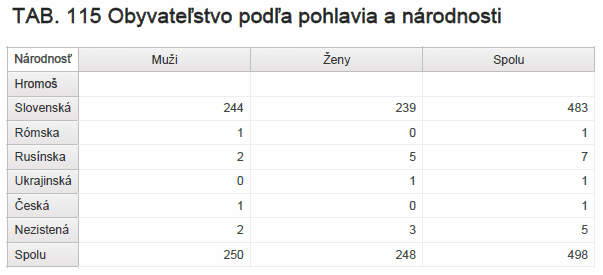 TAB. 115 Obyvateľstvo podľa pohlavia a národnosti
Národnosť Muži Ženy Spolu
Hromoš
Slovenská 244 239 483
Rómska 1 0 1
Rusínska 2 5 7
Ukrajinská 0 1 1
Česká 1 0 1
Nezistená 2 3 5
Spolu 250 248 498